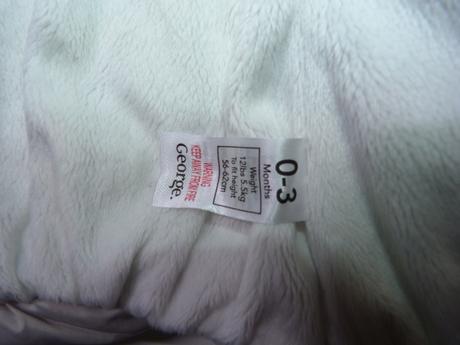 0-3
Months
Weight
12lbs 5.5kg
To fit height
56-62cm
WARNING
KEEP AWAY FROM FIRE
George.